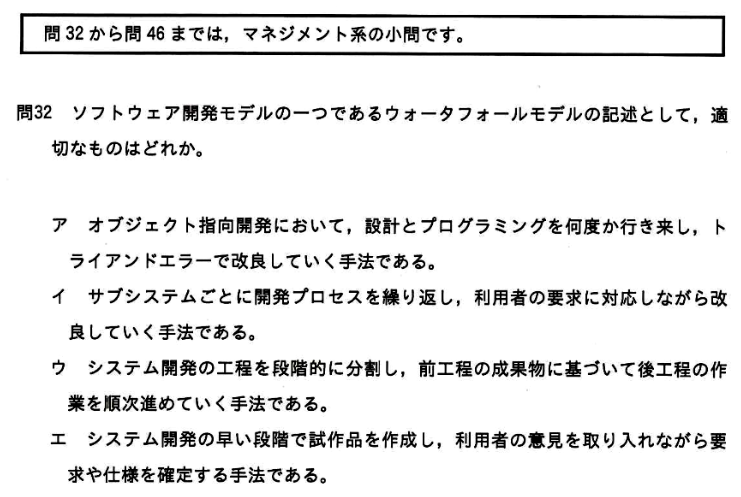 問32から問46までは，マネジメント系の小問です。
問32 ソフトウェア開発モデルの一つであるウォータフォールモデルの記述として，適
切なものはどれか。
ア オブジェクト指向開発において，設計とプログラミングを何度か行き来し，ト
ライアンドエラーで改良していく手法である。
イ サブシステムごとに開発プロセスを繰り返し，利用者の要求に対応しながら改
良していく手法である。
ウ システム開発の工程を段階的に分割し，前工程の成果物に基づいて後工程の作
業を順次進めていく手法である。
エ システム開発の早い段階で試作品を作成し，利用者の意見を取り入れながら要
求や仕様を確定する手法である。